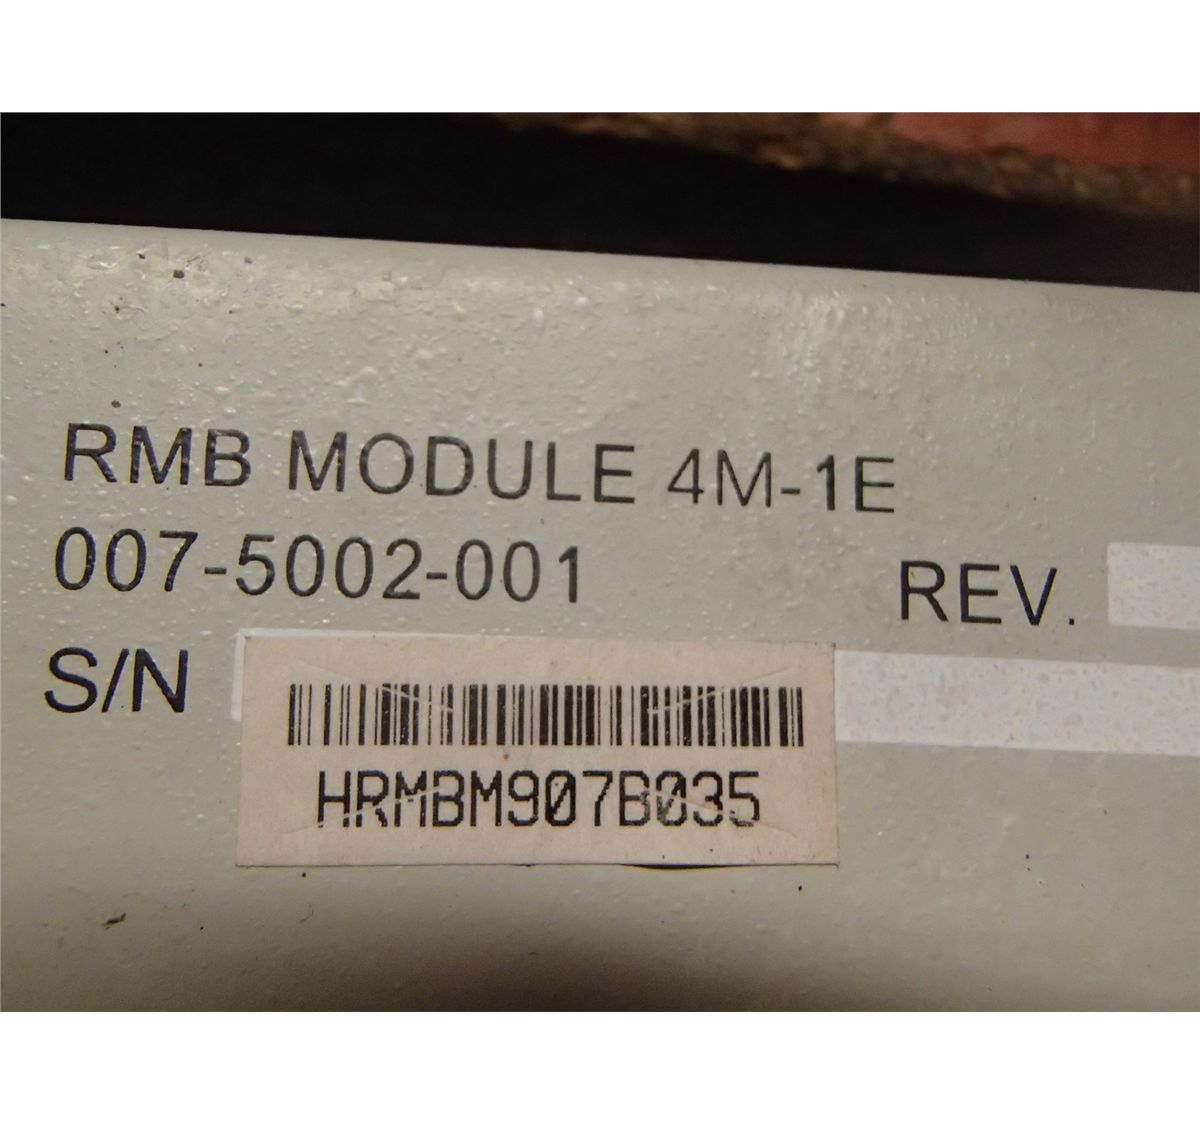 RMB MODULE 4M-1E
007-5002-001
REV.
S/N
HRMBM907B035